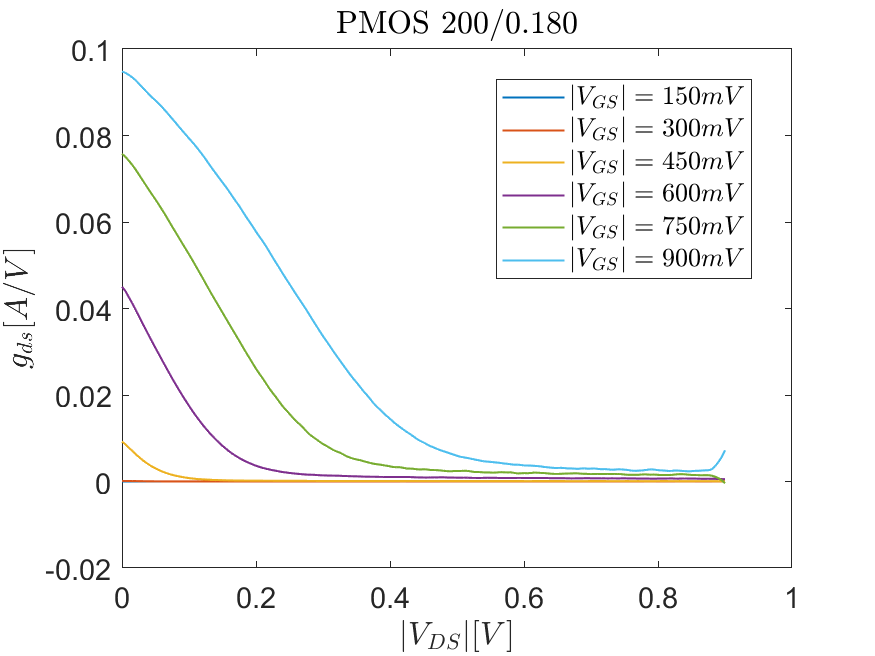 PMOS 200/0.180
0.1
0.08
0.06
0.04
0.02
0
-0.02
g_{ds}[A/V]
|V_{GS}| = 150mV
|V_{GS}| = 300mV
|V_{GS}| = 450mV
|V_{GS}| = 600mV
|V_{GS}| = 750mV
|V_{GS}| = 900mV
0 0.2 0.4 0.6 0.8 1
|V_{DS}|[V]